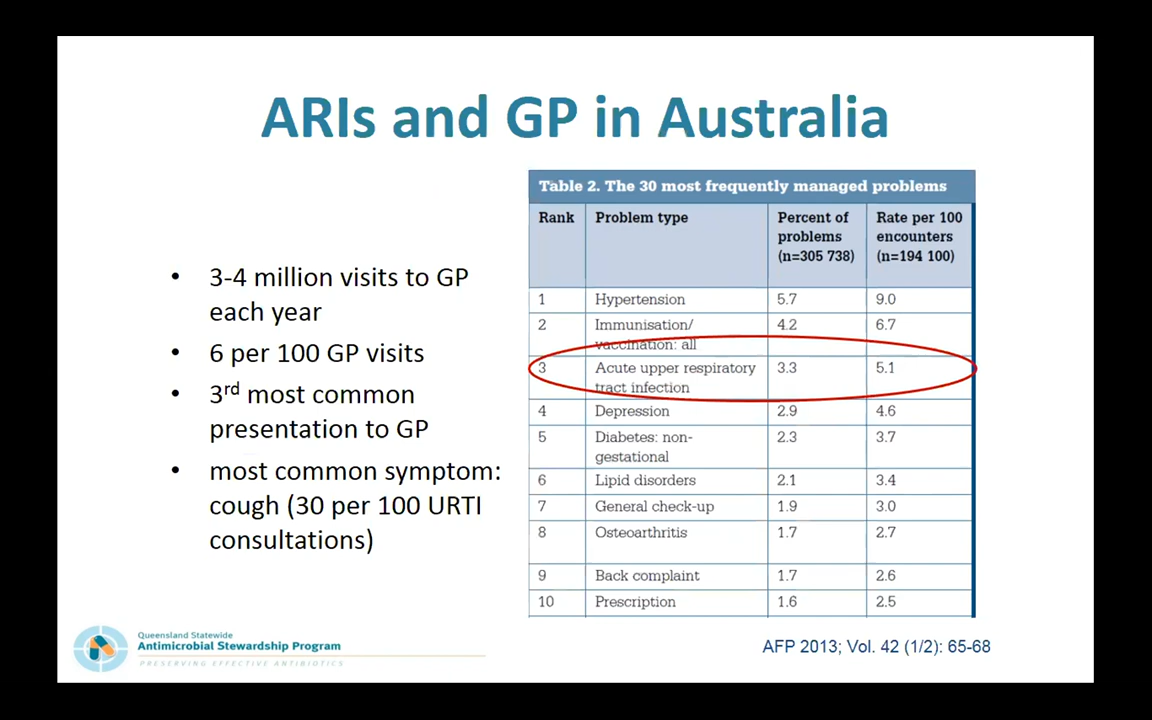 ARIs and GP in Australia
• 3-4 million visits to GP
each year
• 6 per 100 GP visits
• 3rd most common
presentation to GP
• most common symptom:
cough (30 per 100 URTI
consultations)
Table 2. The 30 most frequently managed problems
Rank Problem type Percent of problems (n=305 738) Rate per 100 encounters (n=194 100)
1 Hypertension 5.7 9.0
2 Immunisation/ 4.2 6.7
vaccination: all
3 Acute upper respiratory 3.3 5.1
tract infection
4 Depression 2.9 4.6
5 Diabetes: non- 2.3 3.7
gestational
6 Lipid disorders 2.1 3.4
7 General check-up 1.9 3.0
8 Osteoarthritis 1.7 2.7
9 Back complaint 1.7 2.6
10 Prescription 1.6 2.5
Queensland Statewide
Antimicrobial Stewardship Program
PRESERVING EFFECTIVE ANTIBIOTICS
AFP 2013; Vol. 42 (1/2): 65-68